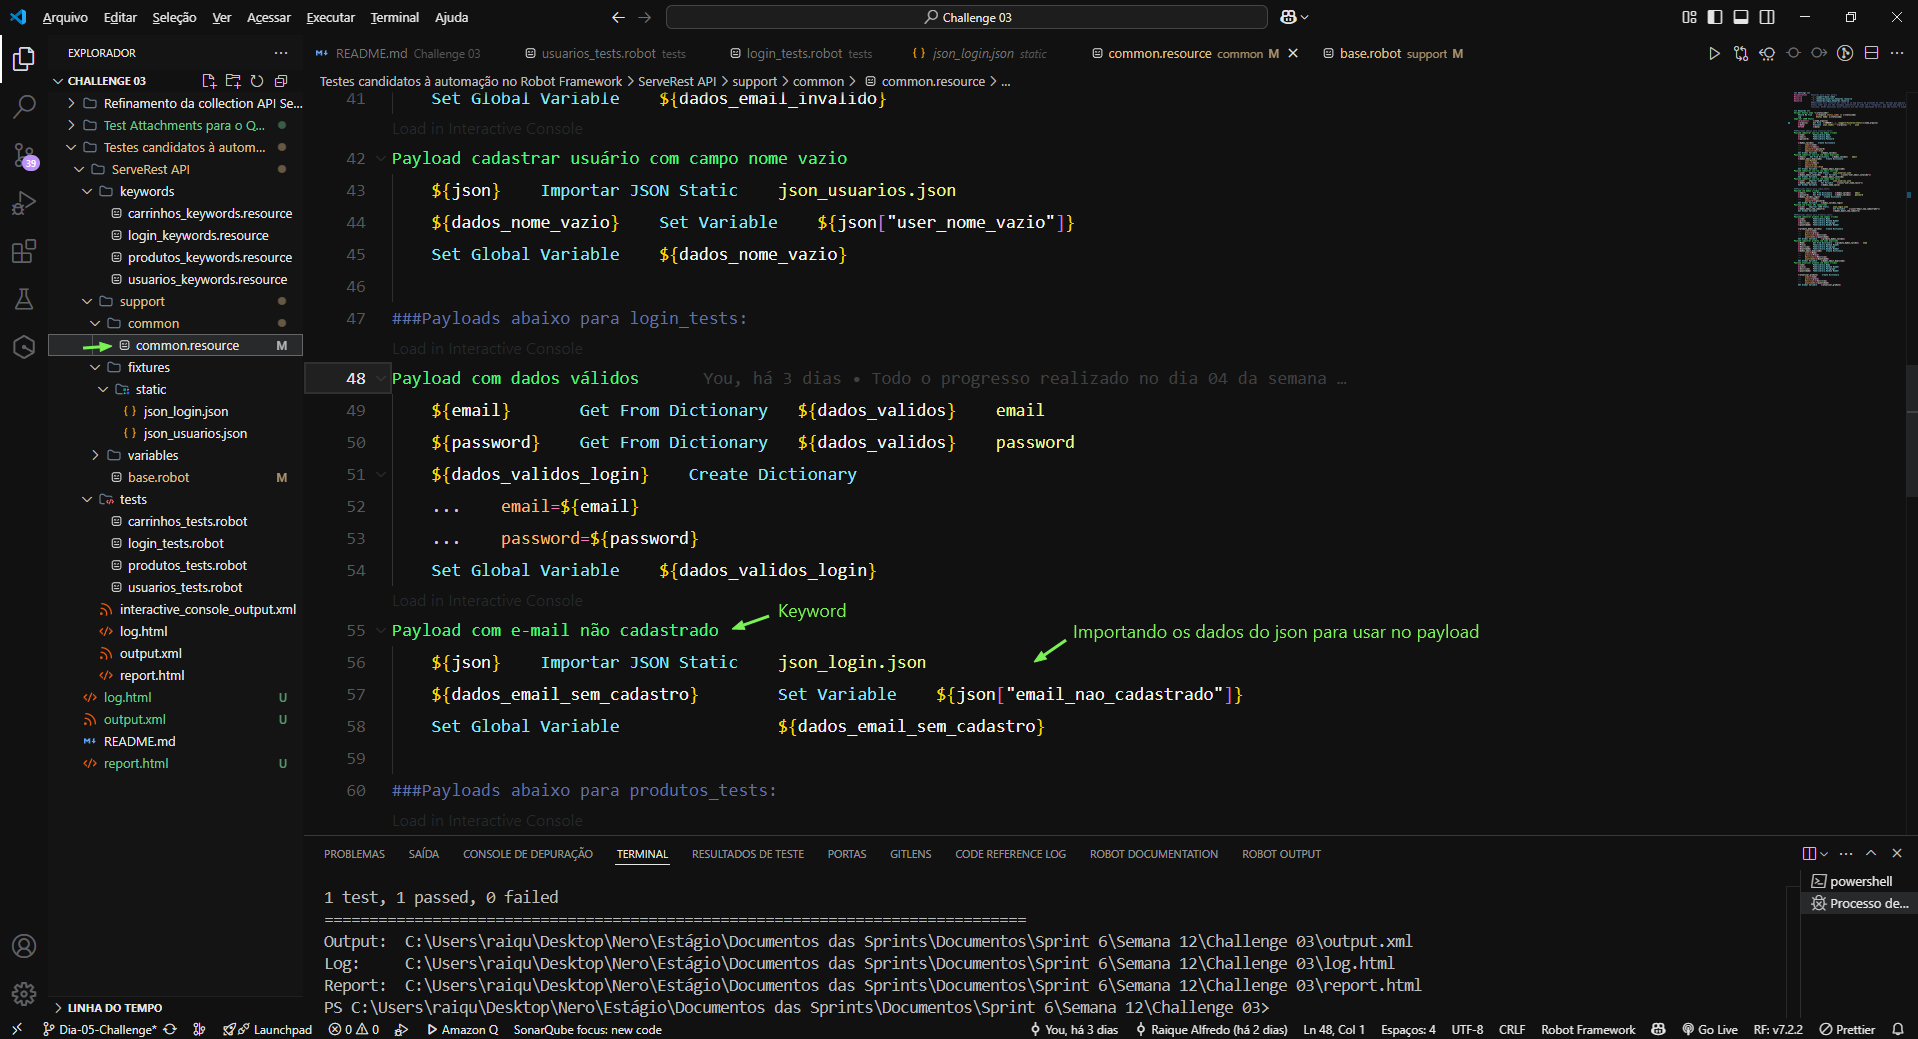 Arquivo Editar Seleção Ver Acessar Executar Terminal Ajuda
Challenge 03
EXPLORADOR
CHALLENGE 03
Refinamento da collection API Se...
Test Attachments para o Q...
Testes candidatos à autom...
ServeRest API
keywords
carrinhos_keywords.resource
login_keywords.resource
produtos_keywords.resource
usuarios_keywords.resource
support
common
common.resource M
fixtures
static
json_login.json
json_usuarios.json
variables
base.robot M
tests
carrinhos_tests.robot
login_tests.robot
produtos_tests.robot
usuarios_tests.robot
interactive_console_output.xml
log.html
output.xml
report.html
log.html U
output.xml U
README.md
report.html U
LINHA DO TEMPO
39
README.md Challenge 03
usuarios_tests.robot tests
login_tests.robot tests
json_login.json static
common.resource common M
base.robot support M
Testes candidatos à automação no Robot Framework > ServeRest API > support > common > common.resource > ...
41 Set Global Variable ${dados_email_invalido}
Load in Interactive Console
42 Payload cadastrar usuário com campo nome vazio
43 ${json} Importar JSON Static json_usuarios.json
44 ${dados_nome_vazio} Set Variable ${json["user_nome_vazio"]}
45 Set Global Variable ${dados_nome_vazio}
46
47 ###Payloads abaixo para login_tests:
Load in Interactive Console
48 Payload com dados válidos You, há 3 dias • Todo o progresso realizado no dia 04 da semana …
49 ${email} Get From Dictionary ${dados_validos} email
50 ${password} Get From Dictionary ${dados_validos} password
51 ${dados_validos_login} Create Dictionary
52 ... email=${email}
53 ... password=${password}
54 Set Global Variable ${dados_validos_login}
Load in Interactive Console
Keyword
55 Payload com e-mail não cadastrado
Importando os dados do json para usar no payload
56 ${json} Importar JSON Static json_login.json
57 ${dados_email_sem_cadastro} Set Variable ${json["email_nao_cadastrado"]}
58 Set Global Variable ${dados_email_sem_cadastro}
59
60 ###Payloads abaixo para produtos_tests:
Load in Interactive Console
PROBLEMAS SAÍDA CONSOLE DE DEPURAÇÃO TERMINAL RESULTADOS DE TESTE PORTAS GITLENS CODE REFERENCE LOG ROBOT DOCUMENTATION ROBOT OUTPUT
1 test, 1 passed, 0 failed
==============================================================================
Output: C:\Users\raiqu\Desktop\Nero\Estágio\Documentos das Sprints\Documentos\Sprint 6\Semana 12\Challenge 03\output.xml
Log: C:\Users\raiqu\Desktop\Nero\Estágio\Documentos das Sprints\Documentos\Sprint 6\Semana 12\Challenge 03\log.html
Report: C:\Users\raiqu\Desktop\Nero\Estágio\Documentos das Sprints\Documentos\Sprint 6\Semana 12\Challenge 03\report.html
PS C:\Users\raiqu\Desktop\Nero\Estágio\Documentos das Sprints\Documentos\Sprint 6\Semana 12\Challenge 03>
powershell
Processo de...
Dia-05-Challenge* Launchpad 0 0 Amazon Q SonarQube focus: new code You, há 3 dias Raique Alfredo (há 2 dias) Ln 48, Col 1 Espaços: 4 UTF-8 CRLF Robot Framework Go Live RF: v7.2.2 Prettier